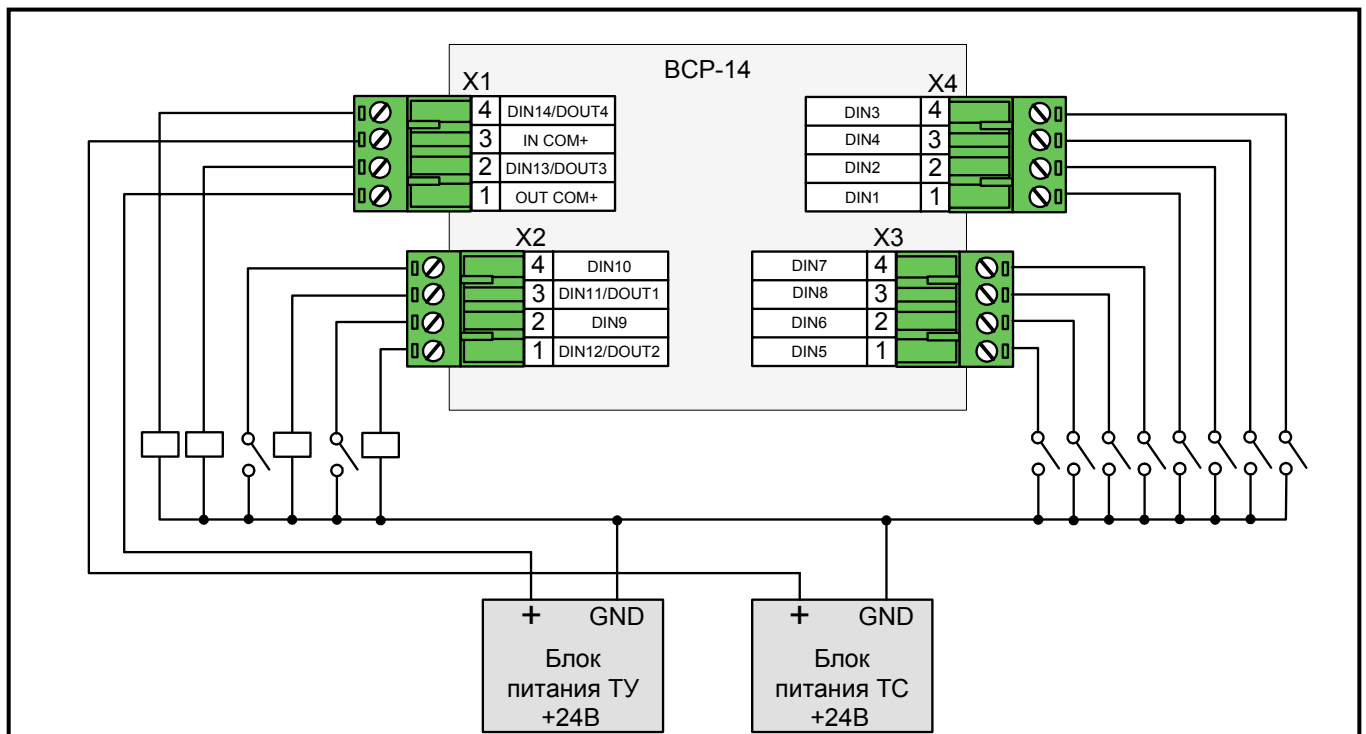 BCP-14
X1
4 DIN14/DOUT4
3 IN COM+
2 DIN13/DOUT3
1 OUT COM+
X2
4 DIN10
3 DIN11/DOUT1
2 DIN9
1 DIN12/DOUT2
X4
DIN3 4
DIN4 3
DIN2 2
DIN1 1
X3
DIN7 4
DIN8 3
DIN6 2
DIN5 1
+ GND
Блок
питания ТУ
+24В
+ GND
Блок
питания ТС
+24В